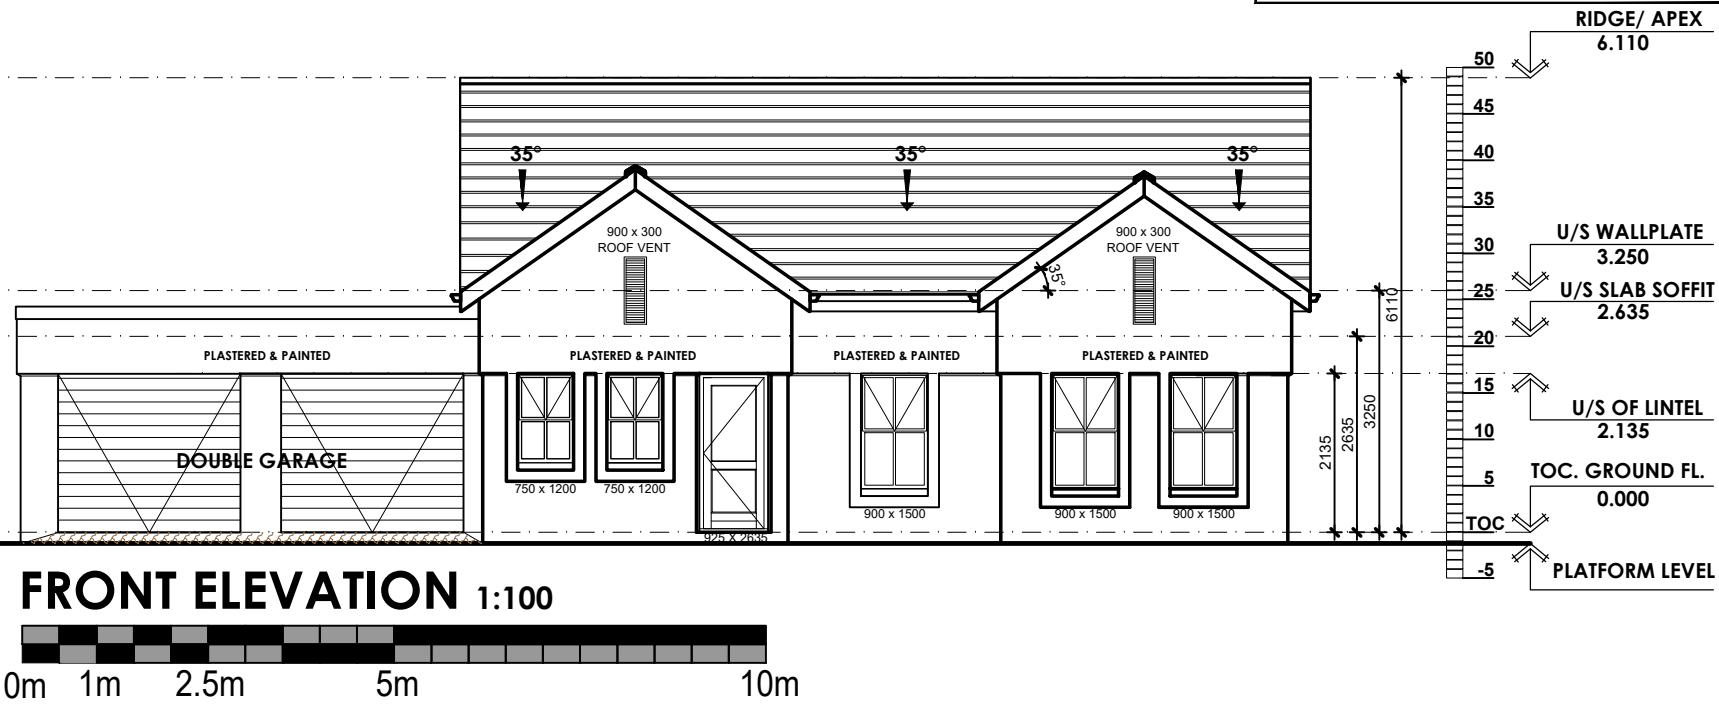 RIDGE/ APEX
6.110
50
45
40
35
30
25
20
15
10
5
TOC
-5
U/S WALLPLATE
3.250
U/S SLAB SOFFIT
2.635
U/S OF LINTEL
2.135
TOC. GROUND FL.
0.000
PLATFORM LEVEL
35°
35°
35°
900 x 300
ROOF VENT
900 x 300
ROOF VENT
35°
6110
3250
2635
2135
PLASTERED & PAINTED
PLASTERED & PAINTED
PLASTERED & PAINTED
PLASTERED & PAINTED
DOUBLE GARAGE
750 x 1200
750 x 1200
925 X 2635
900 x 1500
900 x 1500
900 x 1500
FRONT ELEVATION 1:100
0m 1m 2.5m 5m 10m